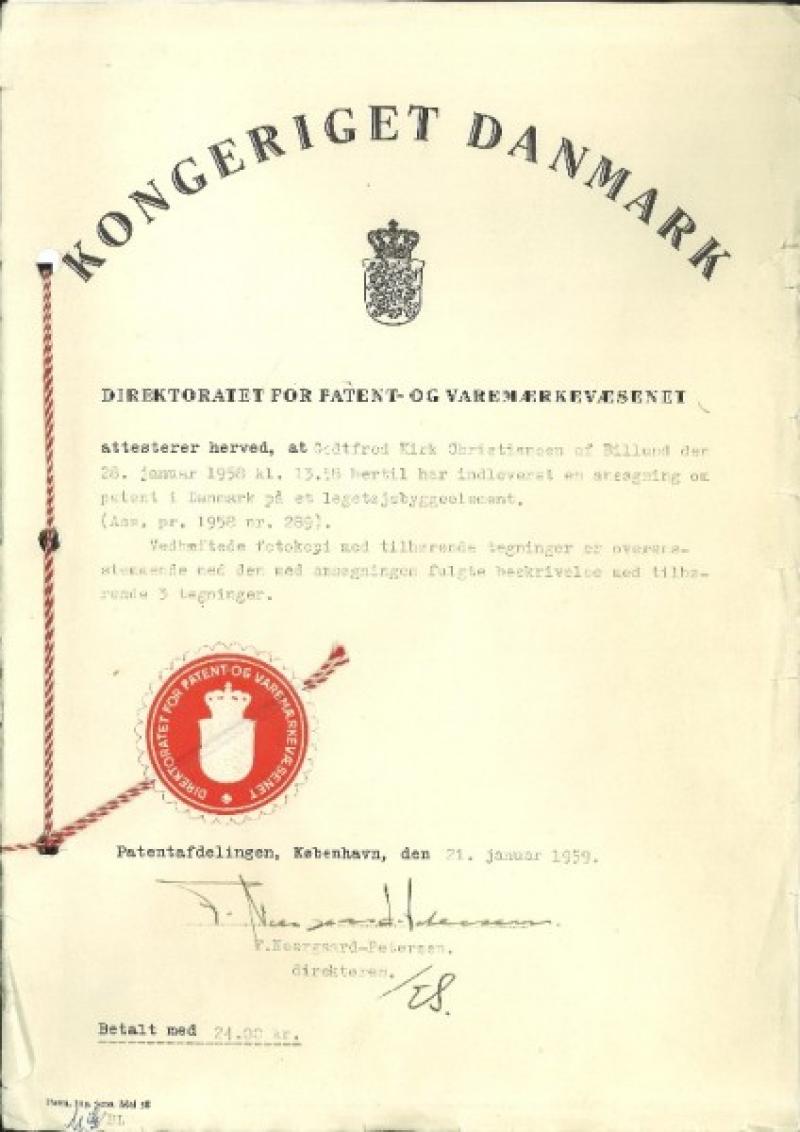 KONGERIGET DANMARK
DIREKTORATET FOR PATENT- OG VAREMÆRKEVÆSENET
attesterer herved, at Godtfred Kirk Christiansen af Billund den
28. januar 1958 kl. 13.58 hertil har indleveret en ansøgning om
patent i Danmark på et legetøjsbyggeelement.
(Ans. pr. 1958 nr. 289).
Vedhæftede fotokopi med tilhørende tegninger er overens-
stemmende med den med ansøgningen fulgte beskrivelse med tilhø-
rende 3 tegninger.
DIREKTORATET FOR PATENT-OG VAREMÆRKEVÆSENET
Patentafdelingen, København, den 21. januar 1959.
F.Neergaard-Petersen.
direktøren.
Betalt med 24.00 kr.